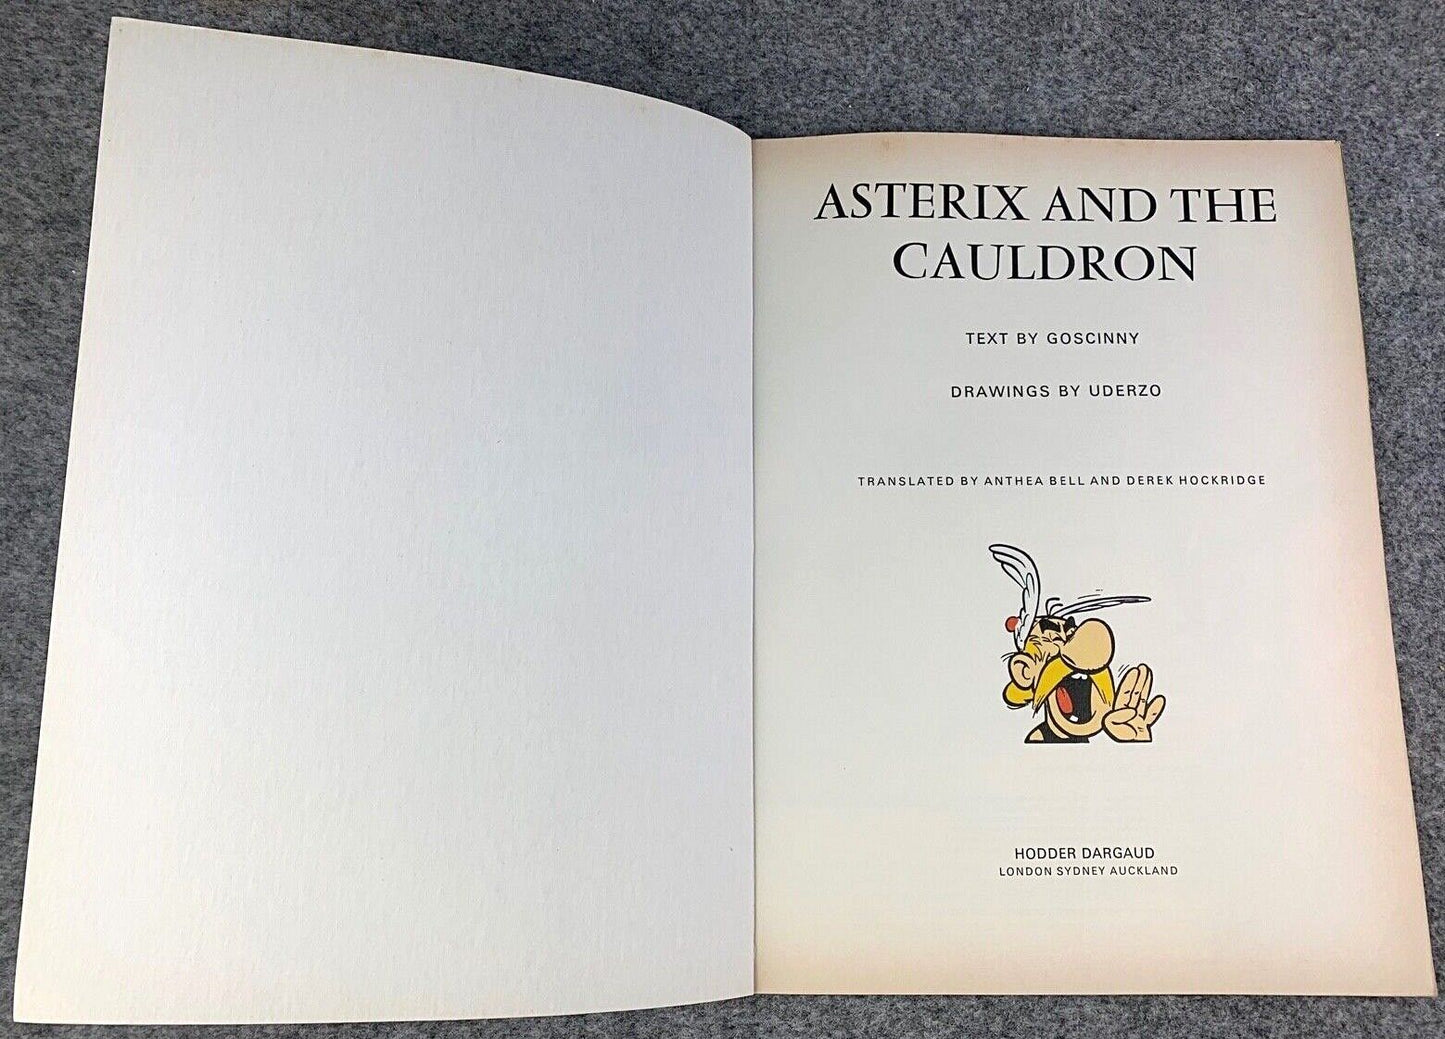 ASTERIX AND THE
CAULDRON
TEXT BY GOSCINNY
DRAWINGS BY UDERZO
TRANSLATED BY ANTHEA BELL AND DEREK HOCKRIDGE
HODDER DARGAUD
LONDON SYDNEY AUCKLAND